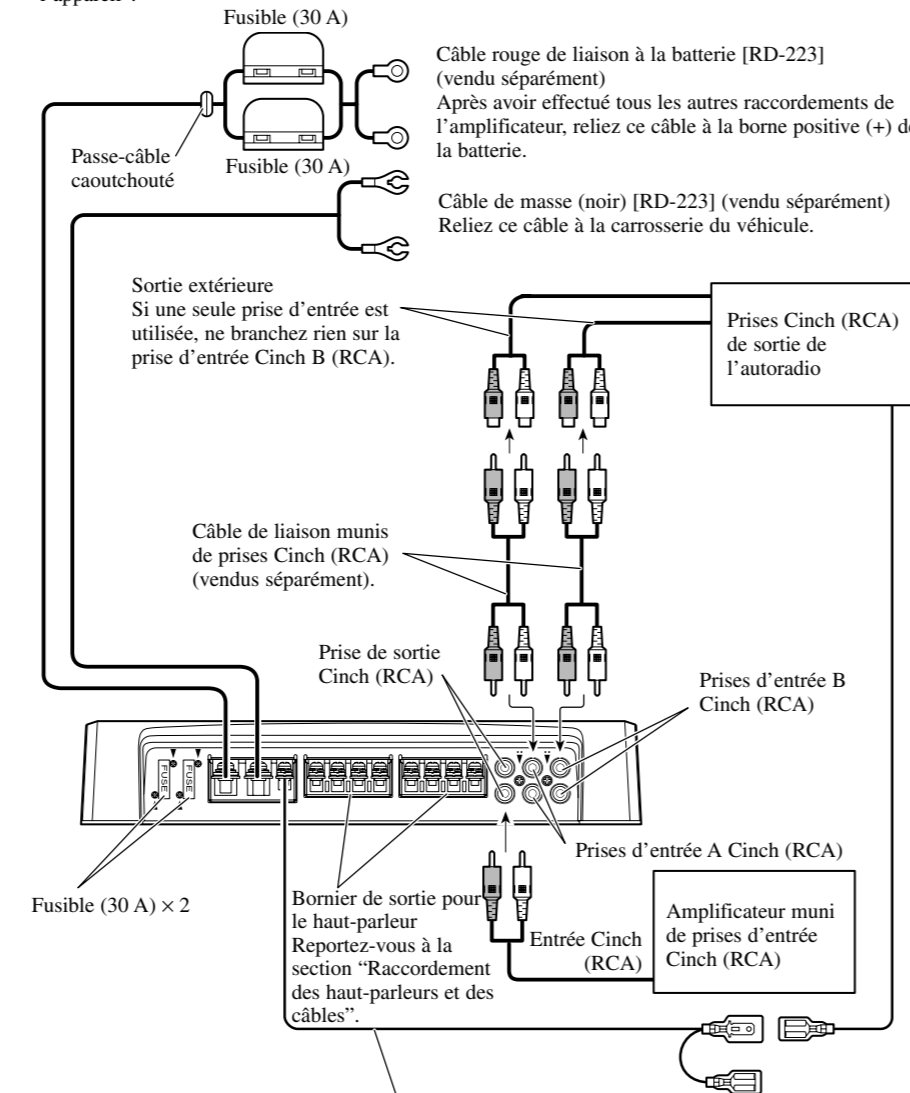 l'appareil".
Fusible (30 A)
Câble rouge de liaison à la batterie [RD-223]
(vendu séparément)
Après avoir effectué tous les autres raccordements de
l'amplificateur, reliez ce câble à la borne positive (+) de
la batterie.
Passe-câble
caoutchouté
Fusible (30 A)
Câble de masse (noir) [RD-223] (vendu séparément)
Reliez ce câble à la carrosserie du véhicule.
Sortie extérieure
Si une seule prise d'entrée est
utilisée, ne branchez rien sur la
prise d'entrée Cinch B (RCA).
Prises Cinch (RCA)
de sortie de
l'autoradio
Câble de liaison munis
de prises Cinch (RCA)
(vendus séparément).
Prise de sortie
Cinch (RCA)
Prises d'entrée B
Cinch (RCA)
FUSE
FUSE
Prises d'entrée A Cinch (RCA)
Fusible (30 A) × 2
Bornier de sortie pour
le haut-parleur
Reportez-vous à la
section “Raccordement
des haut-parleurs et des
câbles”.
Entrée Cinch
(RCA)
Amplificateur muni
de prises d'entrée
Cinch (RCA)